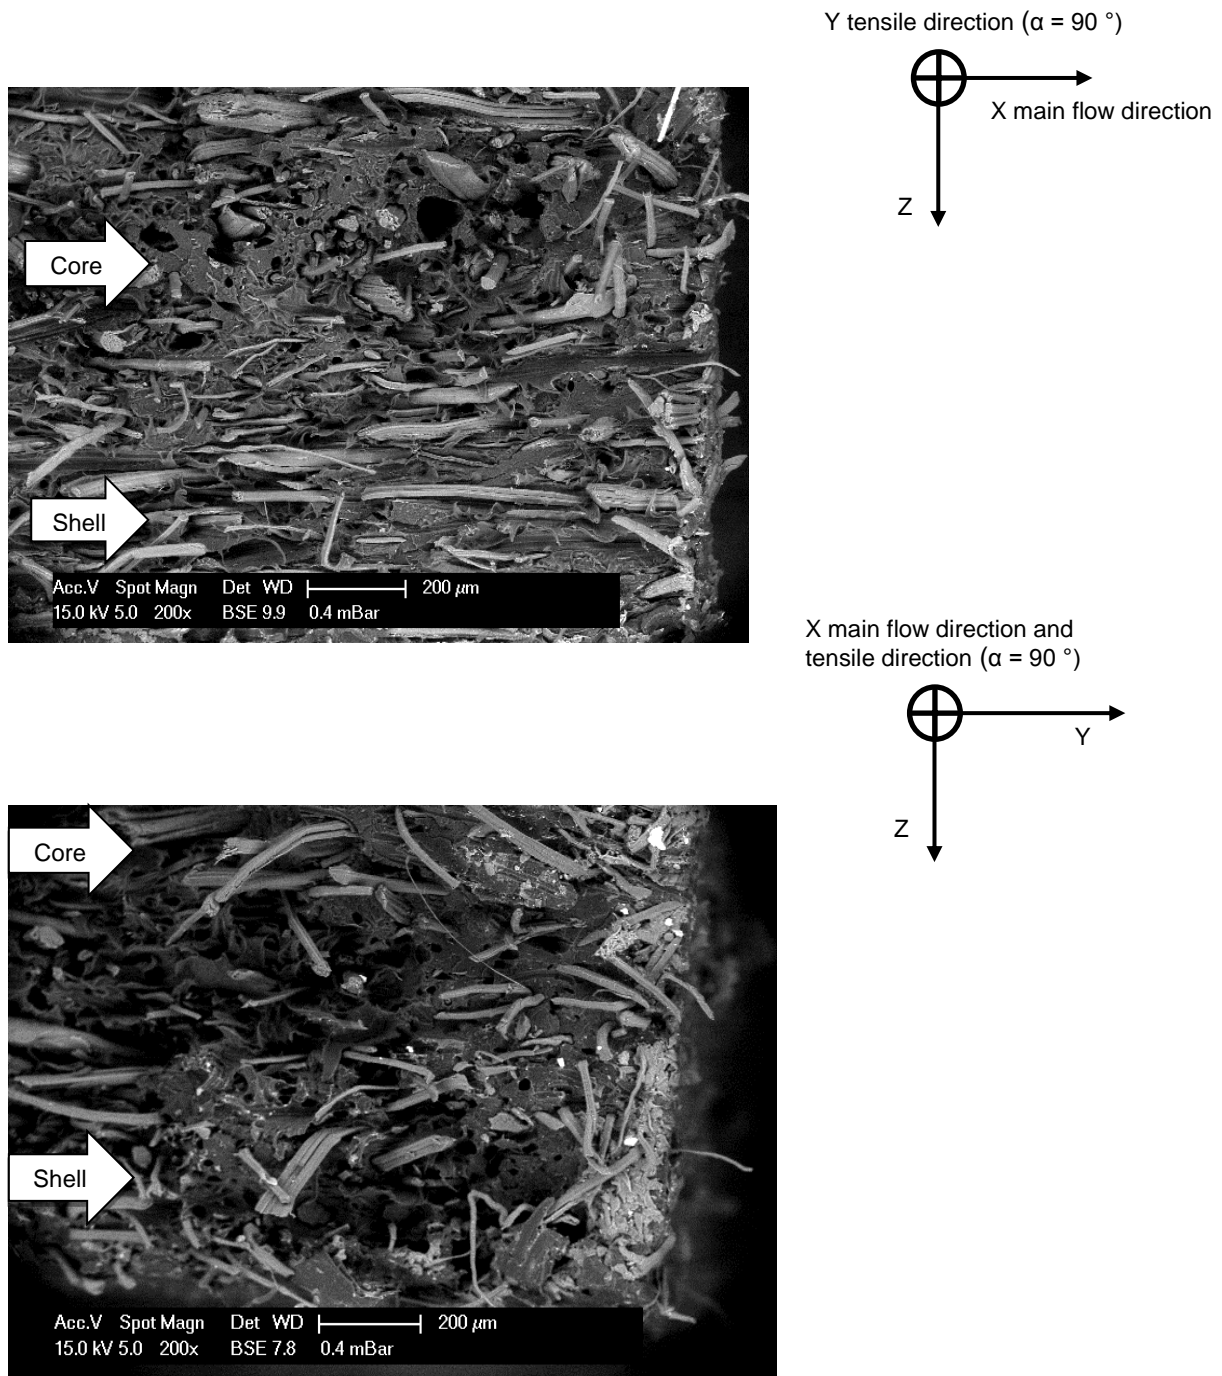 Y tensile direction (α = 90 °)
X main flow direction
Z
Core
Shell
Acc.V Spot Magn Det WD 200 µm
15.0 kV 5.0 200x BSE 9.9 0.4 mBar
X main flow direction and
tensile direction (α = 90 °)
Y
Z
Core
Shell
Acc.V Spot Magn Det WD 200 µm
15.0 kV 5.0 200x BSE 7.8 0.4 mBar